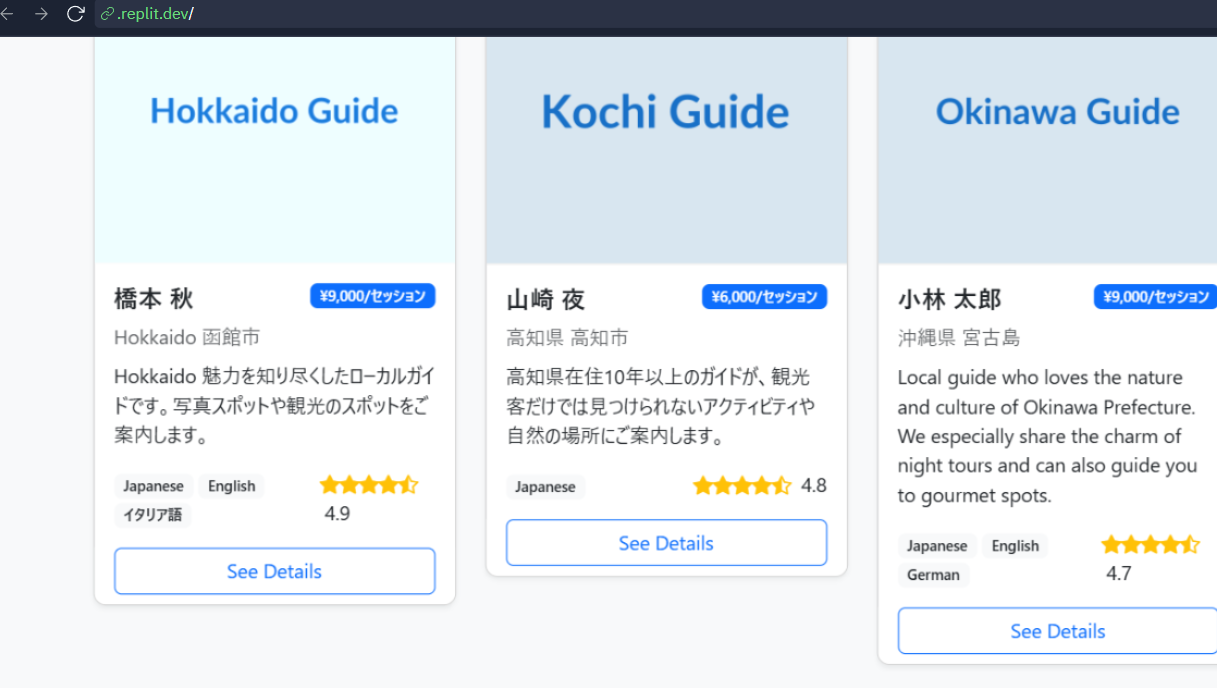 .replit.dev/
Hokkaido Guide
橋本 秋
¥9,000/セッション
Hokkaido 函館市
Hokkaido 魅力を知り尽くしたローカルガイ
ドです。写真スポットや観光のスポットをご
案内します。
Japanese English
イタリア語
4.9
See Details
Kochi Guide
山崎 夜
¥6,000/セッション
高知県 高知市
高知県在住10年以上のガイドが、観光
客だけでは見つけられないアクティビティや
自然の場所にご案内します。
Japanese
4.8
See Details
Okinawa Guide
小林 太郎
¥9,000/セッション
沖縄県 宮古島
Local guide who loves the nature
and culture of Okinawa Prefecture.
We especially share the charm of
night tours and can also guide you
to gourmet spots.
Japanese English
German
4.7
See Details